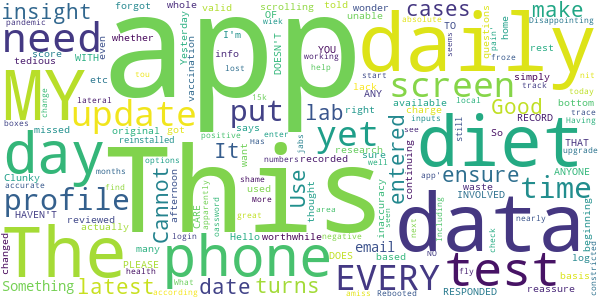 insight
need
MY
update
day
profile
The
phone
Something
latest
date
turns
app
This
put
lab
It
Cannot
Use
yet
entered
EVERY
email
daily
screen
Good
diet
ensure
time
data
test
cases
make
forgot
pandemic
score
tedious
Yesterday
vaccination
whole
valid
scrolling
told
unable
wonder
whether
info
lost
I'm
OF
DOESN'T
WITH
etc
YOU
working
help
TO
ANY
lark
froze
Disappointing
seems
absolute
questions
pain
home
even
track
simply
available
charge
bottom
rest
today
nit
start
local
Having
trace
boxes
lateral
change
missed
original
reinstalled
got
says
positive
enter
15k
right
jabs
recorded
research
sure
well
inputs
still
So
see
RECORD
THAT
upgrade
ANYONE
accurate
months
options
find
want
Has
numbers
thought
used
inaccuracy
seen
continuing
app'
check
NO
nearly
INVOLVED
waste
including
next
log
beginning
HAVEN'T
changed
reviewed
actually
many
PLEASE
health
afternoon
CARE
apparently
login
What
DOES
according
Hello
shame
More
great
negative
area
worthwhile
based
amiss
Rebooted
RESPONDED
fly
basis
reassure
constricted
Clunky